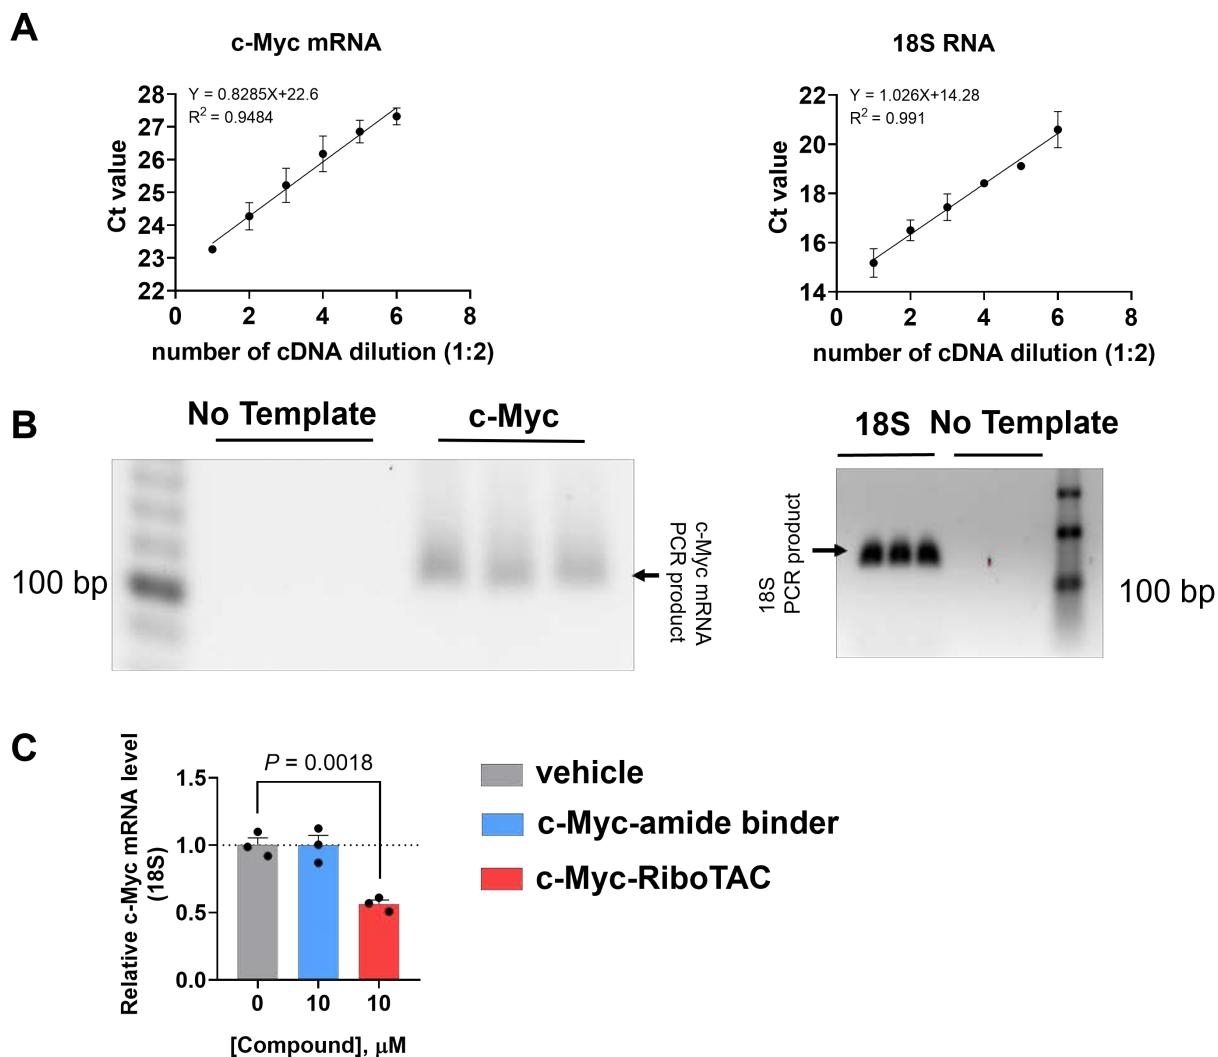 A
c-Myc mRNA
Y = 0.8285X+22.6
R2 = 0.9484
28
27
26
25
24
23
22
Ct value
0
2
4
6
8
number of cDNA dilution (1:2)
18S RNA
Y = 1.026X+14.28
R2 = 0.991
22
20
18
16
14
Ct value
0
2
4
6
8
number of cDNA dilution (1:2)
B
No Template
c-Myc
100 bp
c-Myc mRNA
PCR product
18S
No Template
18S
PCR product
100 bp
C
Relative c-Myc mRNA level
(18S)
P = 0.0018
1.5
1.0
0.5
0.0
0
10
10
[Compound], μM
vehicle
c-Myc-amide binder
c-Myc-RiboTAC